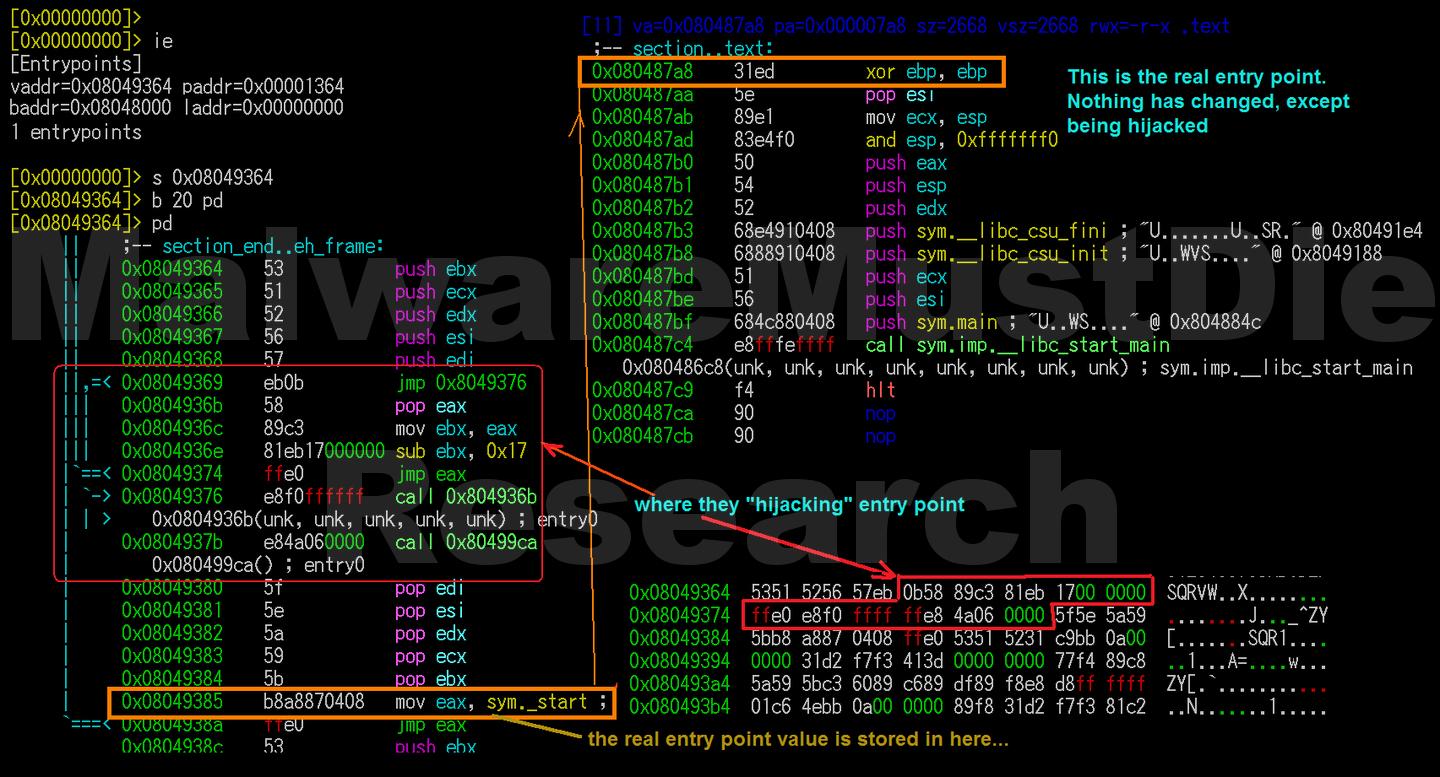 [0x00000000]>
[0x00000000]> ie
[Entrypoints]
vaddr=0x08049364 paddr=0x00001364
baddr=0x08048000 laddr=0x00000000
1 entrypoints
[0x00000000]> s 0x08049364
[0x08049364]> b 20 pd
[0x08049364]> pd
;-- section_end..eh_frame:
0x08049364 53 push ebx
0x08049365 51 push ecx
0x08049366 52 push edx
0x08049367 56 push esi
0x08049368 57 push edi
,=< 0x08049369 eb0b jmp 0x8049376
0x0804936b 58 pop eax
0x0804936c 89c3 mov ebx, eax
0x0804936e 81eb17000000 sub ebx, 0x17
`==< 0x08049374 ffe0 jmp eax
`-> 0x08049376 e8f0ffffff call 0x804936b
| > 0x0804936b(unk, unk, unk, unk, unk) ; entry0
0x0804937b e84a060000 call 0x80499ca
0x080499ca() ; entry0
0x08049380 5f pop edi
0x08049381 5e pop esi
0x08049382 5a pop edx
0x08049383 59 pop ecx
0x08049384 5b pop ebx
0x08049385 b8a8870408 mov eax, sym._start ;
`===< 0x0804938a ffe0 jmp eax
0x0804938c 53 push ebx
[11] va=0x080487a8 pa=0x000007a8 sz=2668 vsz=2668 rwx=-r-x .text
;-- section..text:
0x080487a8 31ed xor ebp, ebp
0x080487aa 5e pop esi
0x080487ab 89e1 mov ecx, esp
0x080487ad 83e4f0 and esp, 0xfffffff0
0x080487b0 50 push eax
0x080487b1 54 push esp
0x080487b2 52 push edx
0x080487b3 68e4910408 push sym.__libc_csu_fini ; "U.......U..SR." @ 0x80491e4
0x080487b8 6888910408 push sym.__libc_csu_init ; "U..WVS...." @ 0x8049188
0x080487bd 51 push ecx
0x080487be 56 push esi
0x080487bf 684c880408 push sym.main ; "U..WS...." @ 0x804884c
0x080487c4 e8fffeffff call sym.imp.__libc_start_main
0x080486c8(unk, unk, unk, unk, unk, unk, unk, unk) ; sym.imp.__libc_start_main
0x080487c9 f4 hlt
0x080487ca 90 nop
0x080487cb 90 nop
This is the real entry point.
Nothing has changed, except
being hijacked
where they "hijacking" entry point
0x08049364 5351 5256 57eb 0b58 89c3 81eb 1700 0000 SQRVW..X........
0x08049374 ffe0 e8f0 ffff ffe8 4a06 0000 5f5e 5a59 ........J..._^ZY
0x08049384 5bb8 a887 0408 ffe0 5351 5231 c9bb 0a00 [.......SQR1....
0x08049394 0000 31d2 f7f3 413d 0000 0000 77f4 89c8 ..1...A=....w...
0x080493a4 5a59 5bc3 6089 c689 df89 f8e8 d8ff ffff ZY[.`...........
0x080493b4 01c6 4ebb 0a00 0000 89f8 31d2 f7f3 81c2 ..N.......1.....
the real entry point value is stored in here...
MalwareMustDie
Research